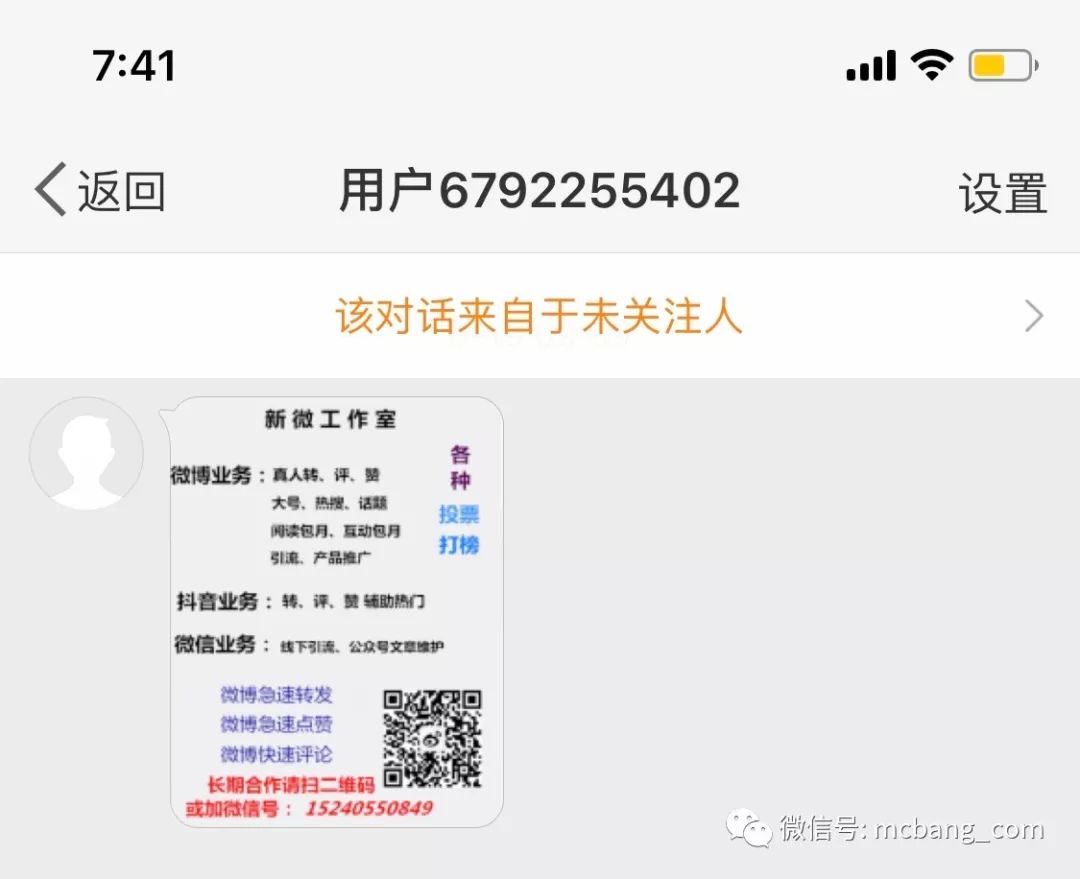 7:41
返回
用户6792255402
设置
该对话来自于未关注人
新微工作室
微博业务：真人转、评、赞
大号、热搜、话题
阅读包月、互动包月
引流、产品推广
各种
投票
打榜
抖音业务：转、评、赞 辅助热门
微信业务：线下引流、公众号文章维护
微博急速转发
微博急速点赞
微博快速评论
长期合作请扫二维码
或加微信号：15240550849
微信号: mcbang_com